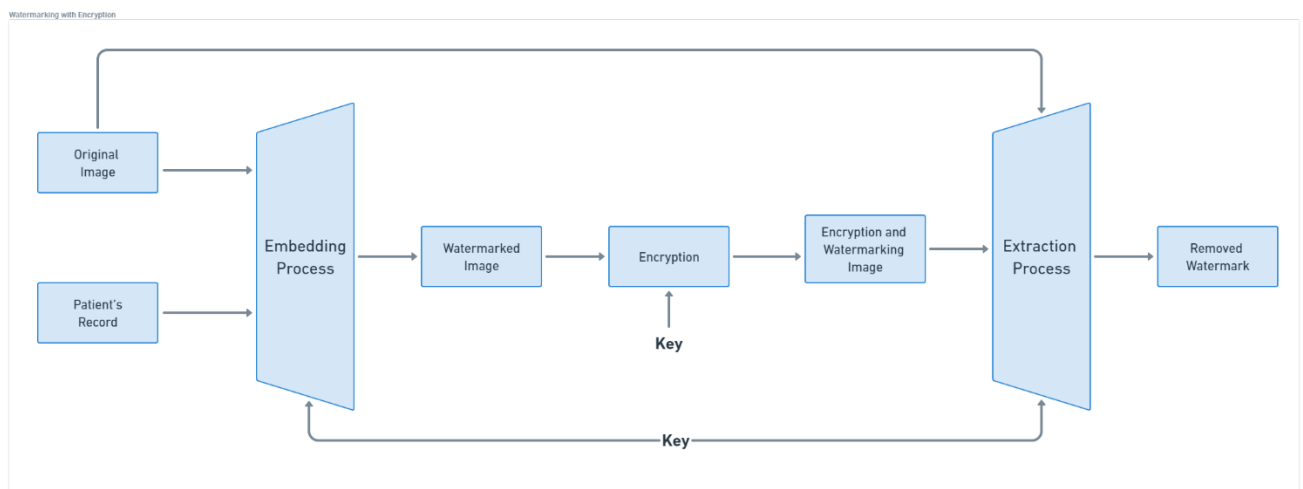 Watermarking with Encryption
Original
Image
Patient's
Record
Embedding
Process
Watermarked
Image
Encryption
Key
Encryption and
Watermarking
Image
Extraction
Process
Removed
Watermark
Key